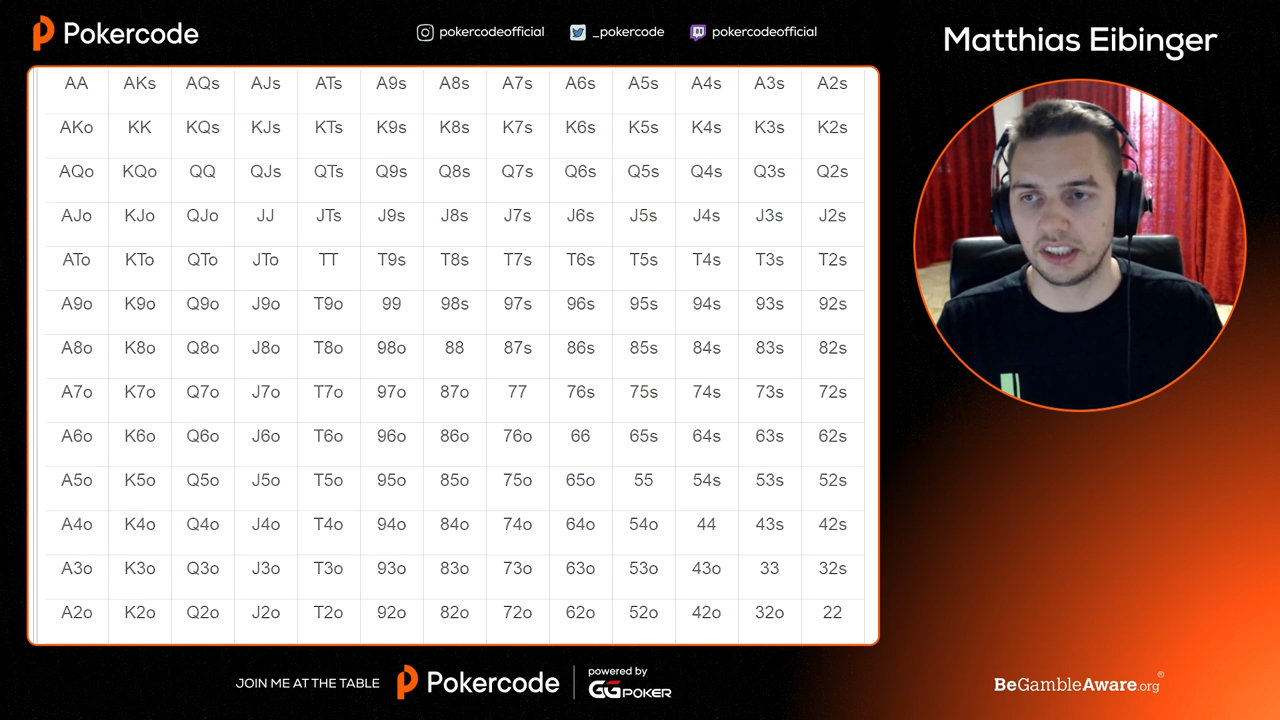 Pokercode
pokercodeofficial
_pokercode
pokercodeofficial
Matthias Eibinger
AA AKs AQs AJs ATs A9s A8s A7s A6s A5s A4s A3s A2s
AKo KK KQs KJs KTs K9s K8s K7s K6s K5s K4s K3s K2s
AQo KQo QQ QJs QTs Q9s Q8s Q7s Q6s Q5s Q4s Q3s Q2s
AJo KJo QJo JJ JTs J9s J8s J7s J6s J5s J4s J3s J2s
ATo KTo QTo JTo TT T9s T8s T7s T6s T5s T4s T3s T2s
A9o K9o Q9o J9o T9o 99 98s 97s 96s 95s 94s 93s 92s
A8o K8o Q8o J8o T8o 98o 88 87s 86s 85s 84s 83s 82s
A7o K7o Q7o J7o T7o 97o 87o 77 76s 75s 74s 73s 72s
A6o K6o Q6o J6o T6o 96o 86o 76o 66 65s 64s 63s 62s
A5o K5o Q5o J5o T5o 95o 85o 75o 65o 55 54s 53s 52s
A4o K4o Q4o J4o T4o 94o 84o 74o 64o 54o 44 43s 42s
A3o K3o Q3o J3o T3o 93o 83o 73o 63o 53o 43o 33 32s
A2o K2o Q2o J2o T2o 92o 82o 72o 62o 52o 42o 32o 22
JOIN ME AT THE TABLE
Pokercode
powered by
GGPOKER
BeGambleAware.org®